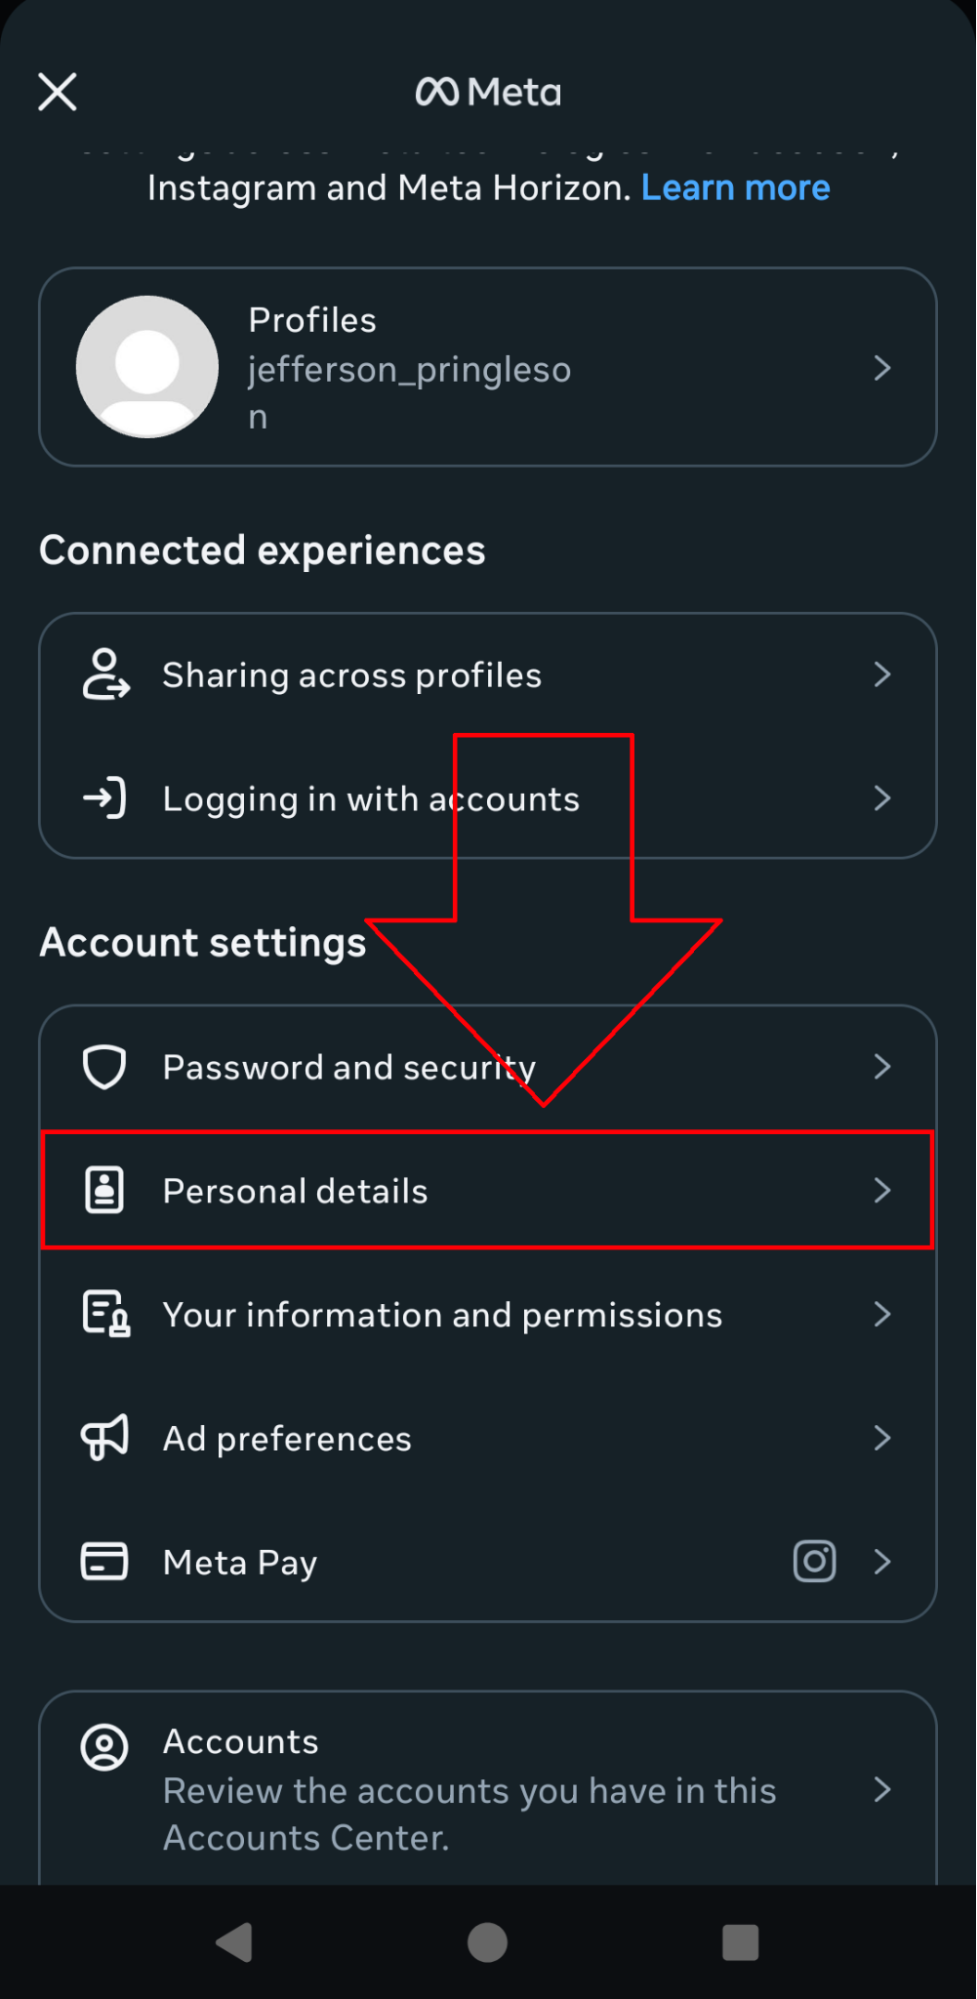 Meta
Instagram and Meta Horizon. Learn more
Profiles
jefferson_pringleso
n
Connected experiences
Sharing across profiles
Logging in with accounts
Account settings
Password and security
Personal details
Your information and permissions
Ad preferences
Meta Pay
Accounts
Review the accounts you have in this
Accounts Center.